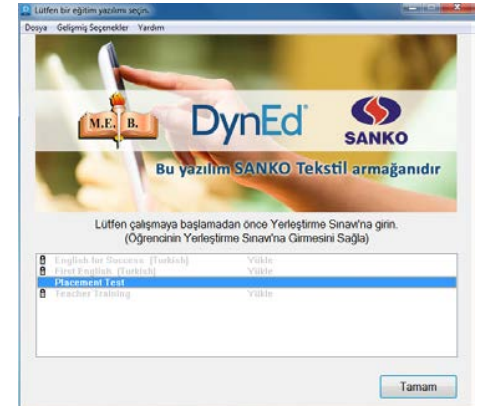 Lütfen bir eğitim yazılımı seçin.
Dosya Gelişmiş Seçenekler Yardım
M.E. B.
DynEd
SANKO
Bu yazılım SANKO Tekstil armağanıdır
Lütfen çalışmaya başlamadan önce Yerleştirme Sınavı'na girin.
(Öğrencinin Yerleştirme Sınavı'na Girmesini Sağla)
English for Success (Turkish) Yükle
First English (Turkish) Yükle
Placement Test
Teacher Training Yükle
Tamam